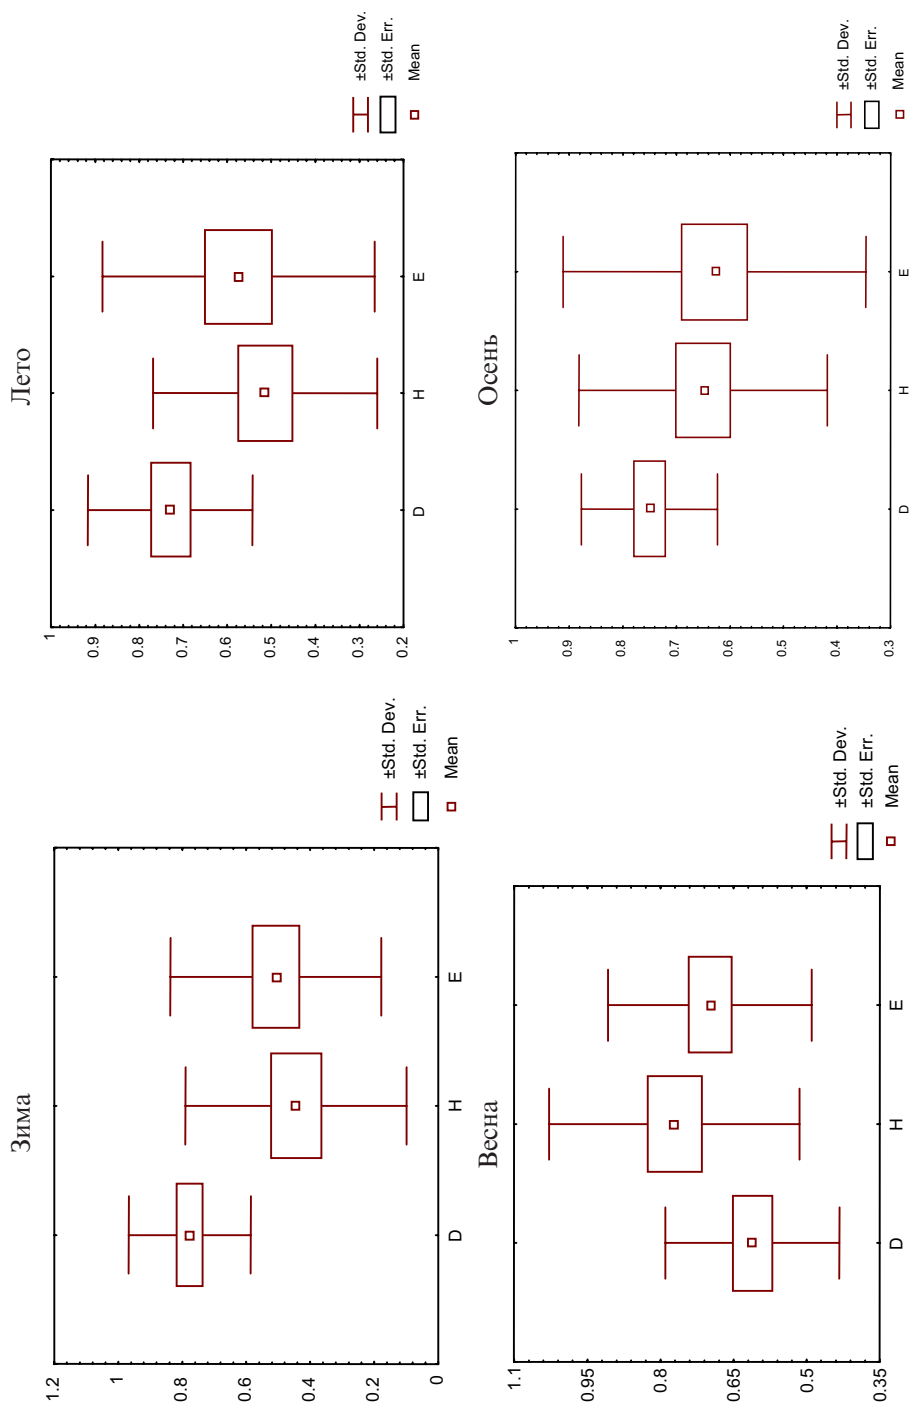 Зима
1.2
1
0.8
0.6
0.4
0.2
0
D
H
E
±Std. Dev.
±Std. Err.
Mean
Лето
1
0.9
0.8
0.7
0.6
0.5
0.4
0.3
0.2
D
H
E
±Std. Dev.
±Std. Err.
Mean
Весна
1.1
0.95
0.8
0.65
0.5
0.35
D
H
E
±Std. Dev.
±Std. Err.
Mean
Осень
1
0.9
0.8
0.7
0.6
0.5
0.4
0.3
D
H
E
±Std. Dev.
±Std. Err.
Mean